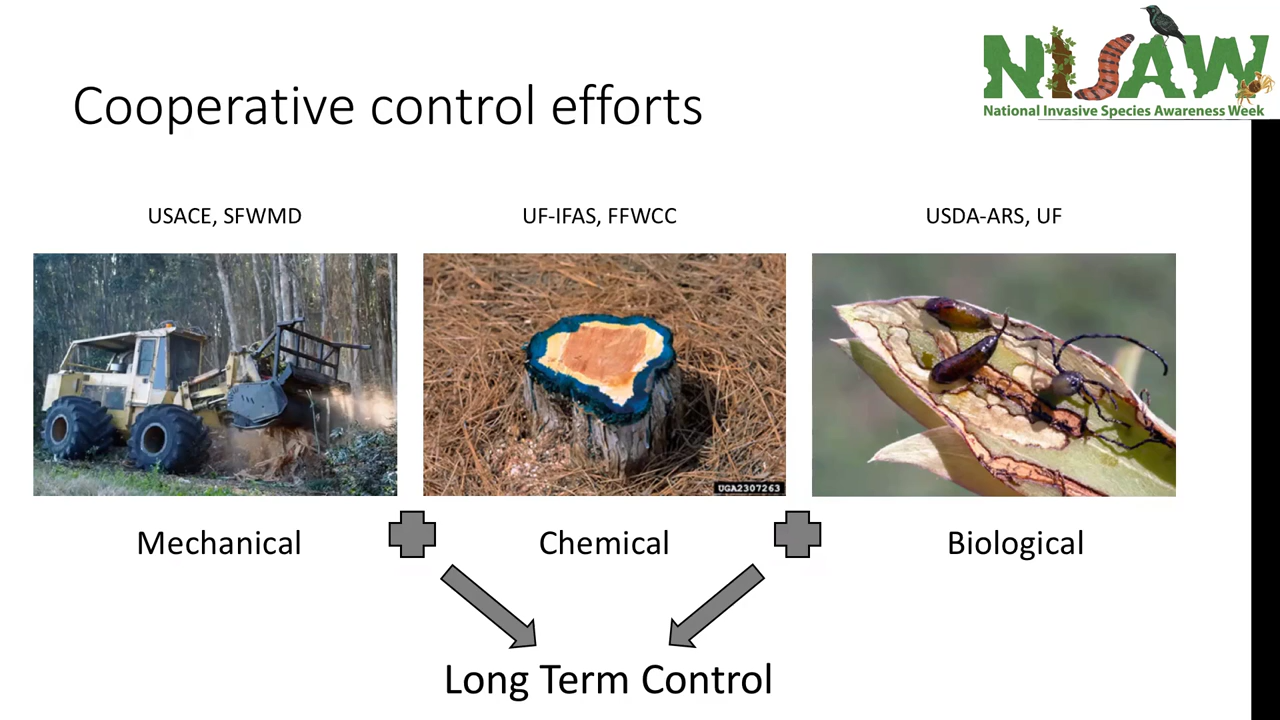 NISAW
National Invasive Species Awareness Week
Cooperative control efforts
USACE, SFWMD
UF-IFAS, FFWCC
USDA-ARS, UF
UGA2307263
Mechanical
Chemical
Biological
Long Term Control